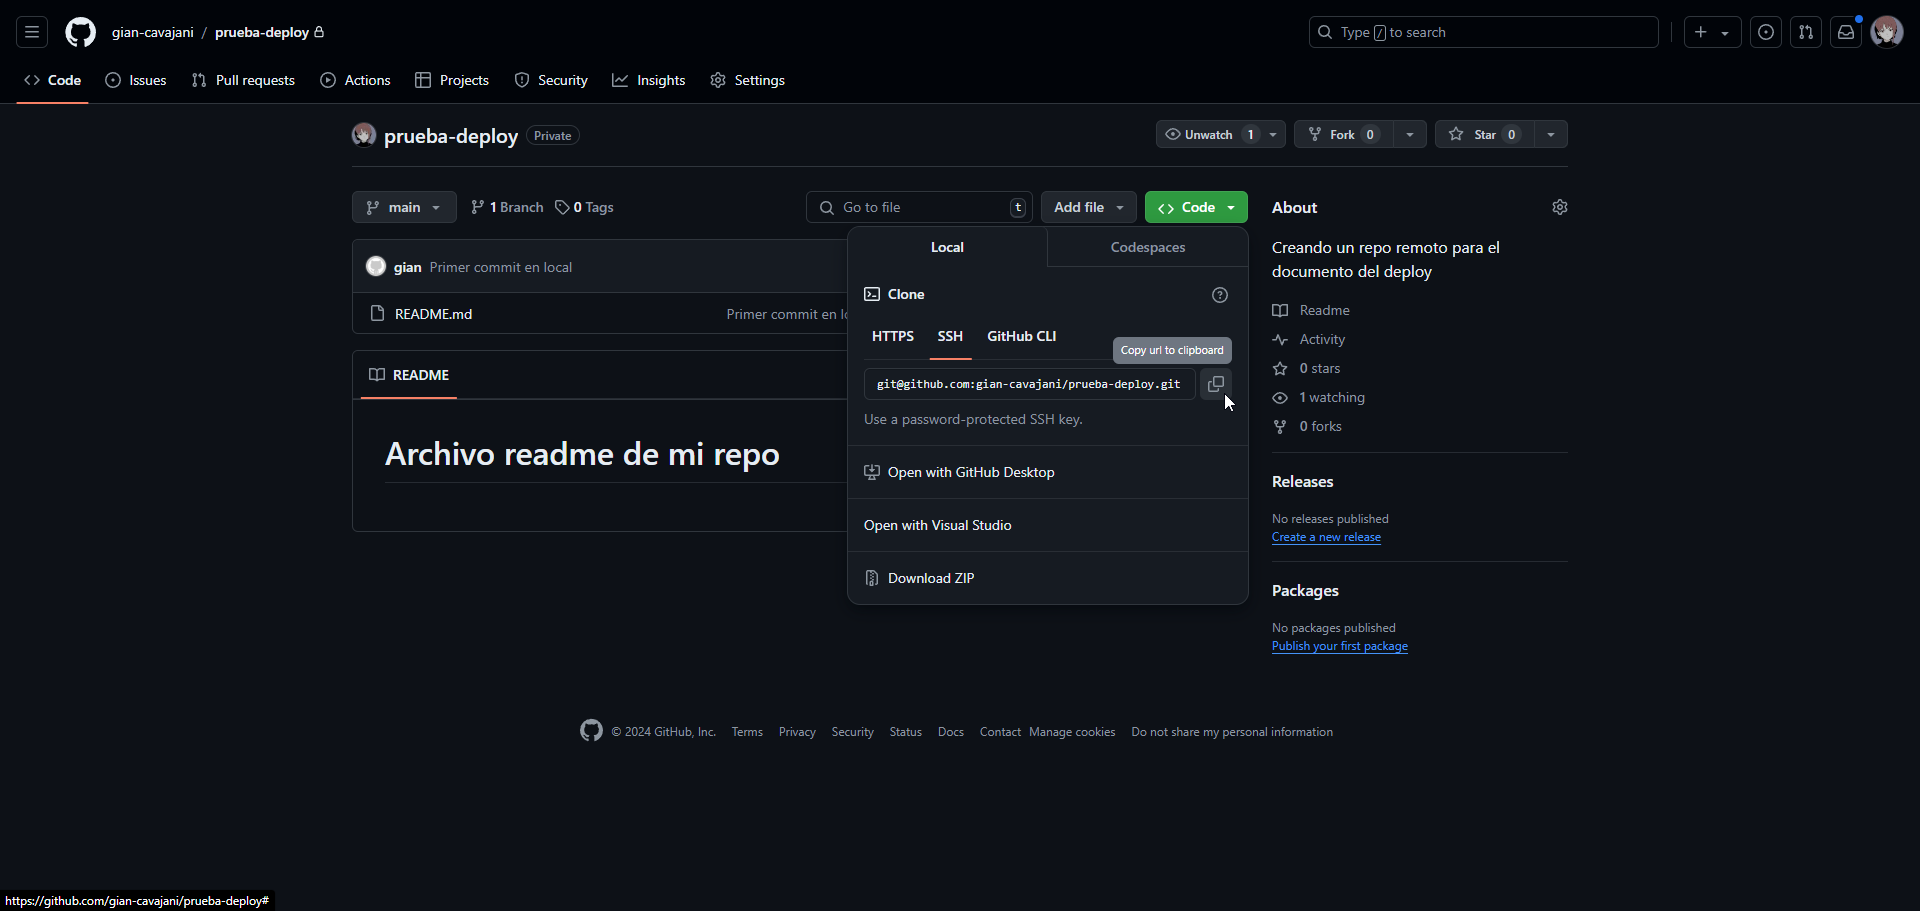 gian-cavajani / prueba-deploy
Type / to search
Code Issues Pull requests Actions Projects Security Insights Settings
prueba-deploy Private
Unwatch 1 Fork 0 Star 0
main 1 Branch 0 Tags
Go to file t Add file Code
gian Primer commit en local
README.md Primer commit en lo
README
Archivo readme de mi repo
Local Codespaces
Clone
HTTPS SSH GitHub CLI
Copy url to clipboard
git@github.com:gian-cavajani/prueba-deploy.git
Use a password-protected SSH key.
Open with GitHub Desktop
Open with Visual Studio
Download ZIP
About
Creando un repo remoto para el
documento del deploy
Readme
Activity
0 stars
1 watching
0 forks
Releases
No releases published
Create a new release
Packages
No packages published
Publish your first package
© 2024 GitHub, Inc. Terms Privacy Security Status Docs Contact Manage cookies Do not share my personal information
https://github.com/gian-cavajani/prueba-deploy#